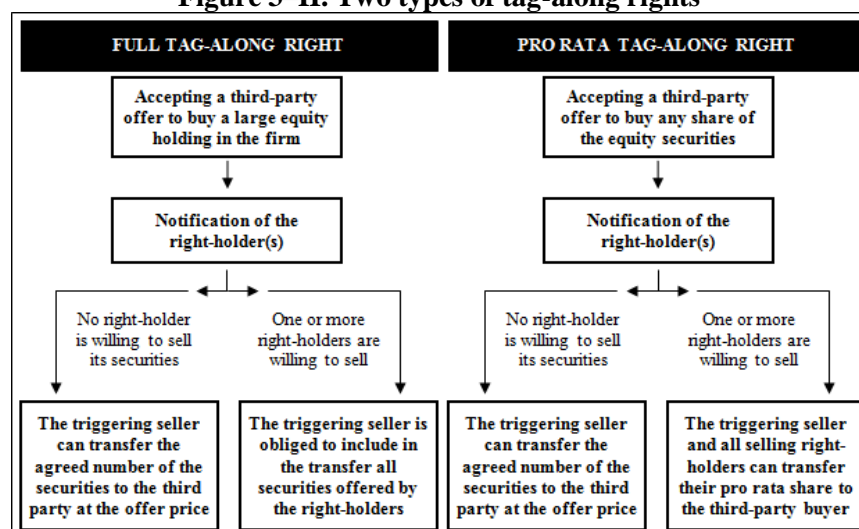 Figure 3–II: Two types of tag-along rights
FULL TAG-ALONG RIGHT
Accepting a third-party
offer to buy a large equity
holding in the firm
Notification of the
right-holder(s)
No right-holder
is willing to sell
its securities
One or more
right-holders are
willing to sell
The triggering seller
can transfer the
agreed number of the
securities to the third
party at the offer price
The triggering seller is
obliged to include in
the transfer all
securities offered by
the right-holders
PRO RATA TAG-ALONG RIGHT
Accepting a third-party
offer to buy any share of
the equity securities
Notification of the
right-holder(s)
No right-holder
is willing to sell
its securities
One or more
right-holders are
willing to sell
The triggering seller
can transfer the
agreed number of the
securities to the third
party at the offer price
The triggering seller
and all selling right-
holders can transfer
their pro rata share to
the third-party buyer